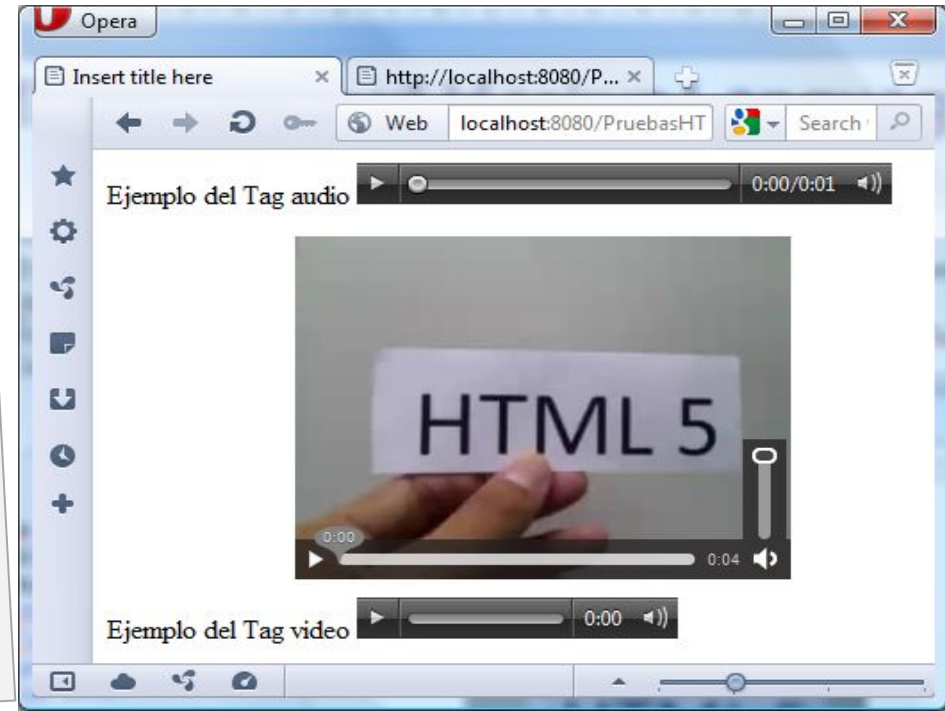 Opera
Insert title here
http://localhost:8080/P...
Web
localhost:8080/PruebasHT
Search
Ejemplo del Tag audio
0:00/0:01
HTML 5
0:00
0:04
Ejemplo del Tag video
0:00